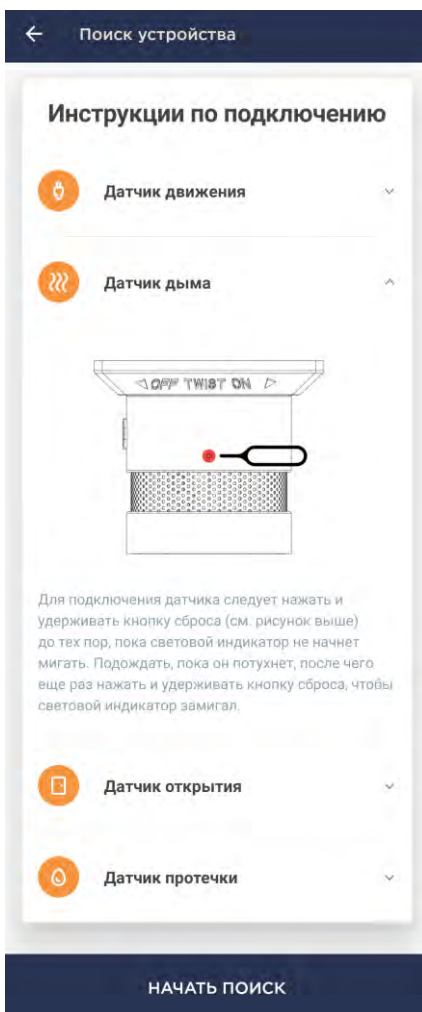 Поиск устройства
Инструкции по подключению
Датчик движения
Датчик дыма
OFF TWIST ON
Для подключения датчика следует нажать и
удерживать кнопку сброса (см. рисунок выше)
до тех пор, пока световой индикатор не начнет
мигать. Подождать, пока он потухнет, после чего
еще раз нажать и удерживать кнопку сброса, чтобы
световой индикатор замигал.
Датчик открытия
Датчик протечки
НАЧАТЬ ПОИСК